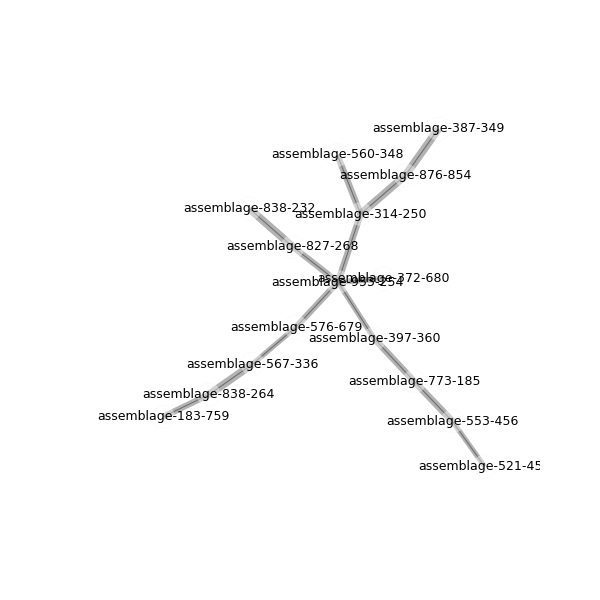 assemblage-387-349
assemblage-560-348
assemblage-876-854
assemblage-838-232
assemblage-314-250
assemblage-827-268
assemblage-372-680
assemblage-953-254
assemblage-576-679
assemblage-397-360
assemblage-567-336
assemblage-773-185
assemblage-838-264
assemblage-183-759
assemblage-553-456
assemblage-521-45